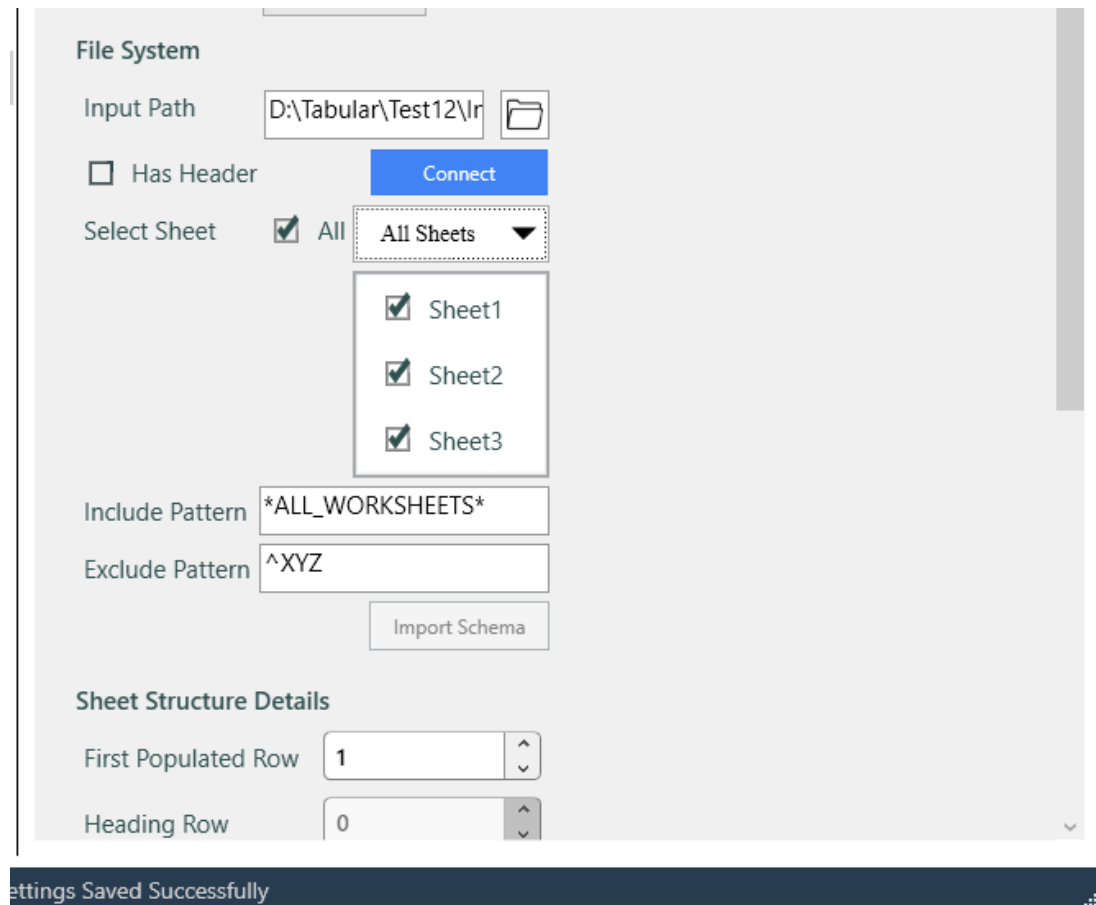 File System
Input Path D:\Tabular\Test12\Ir
Has Header Connect
Select Sheet All All Sheets
Sheet1
Sheet2
Sheet3
Include Pattern *ALL_WORKSHEETS*
Exclude Pattern ^XYZ
Import Schema
Sheet Structure Details
First Populated Row 1
Heading Row 0
ettings Saved Successfully